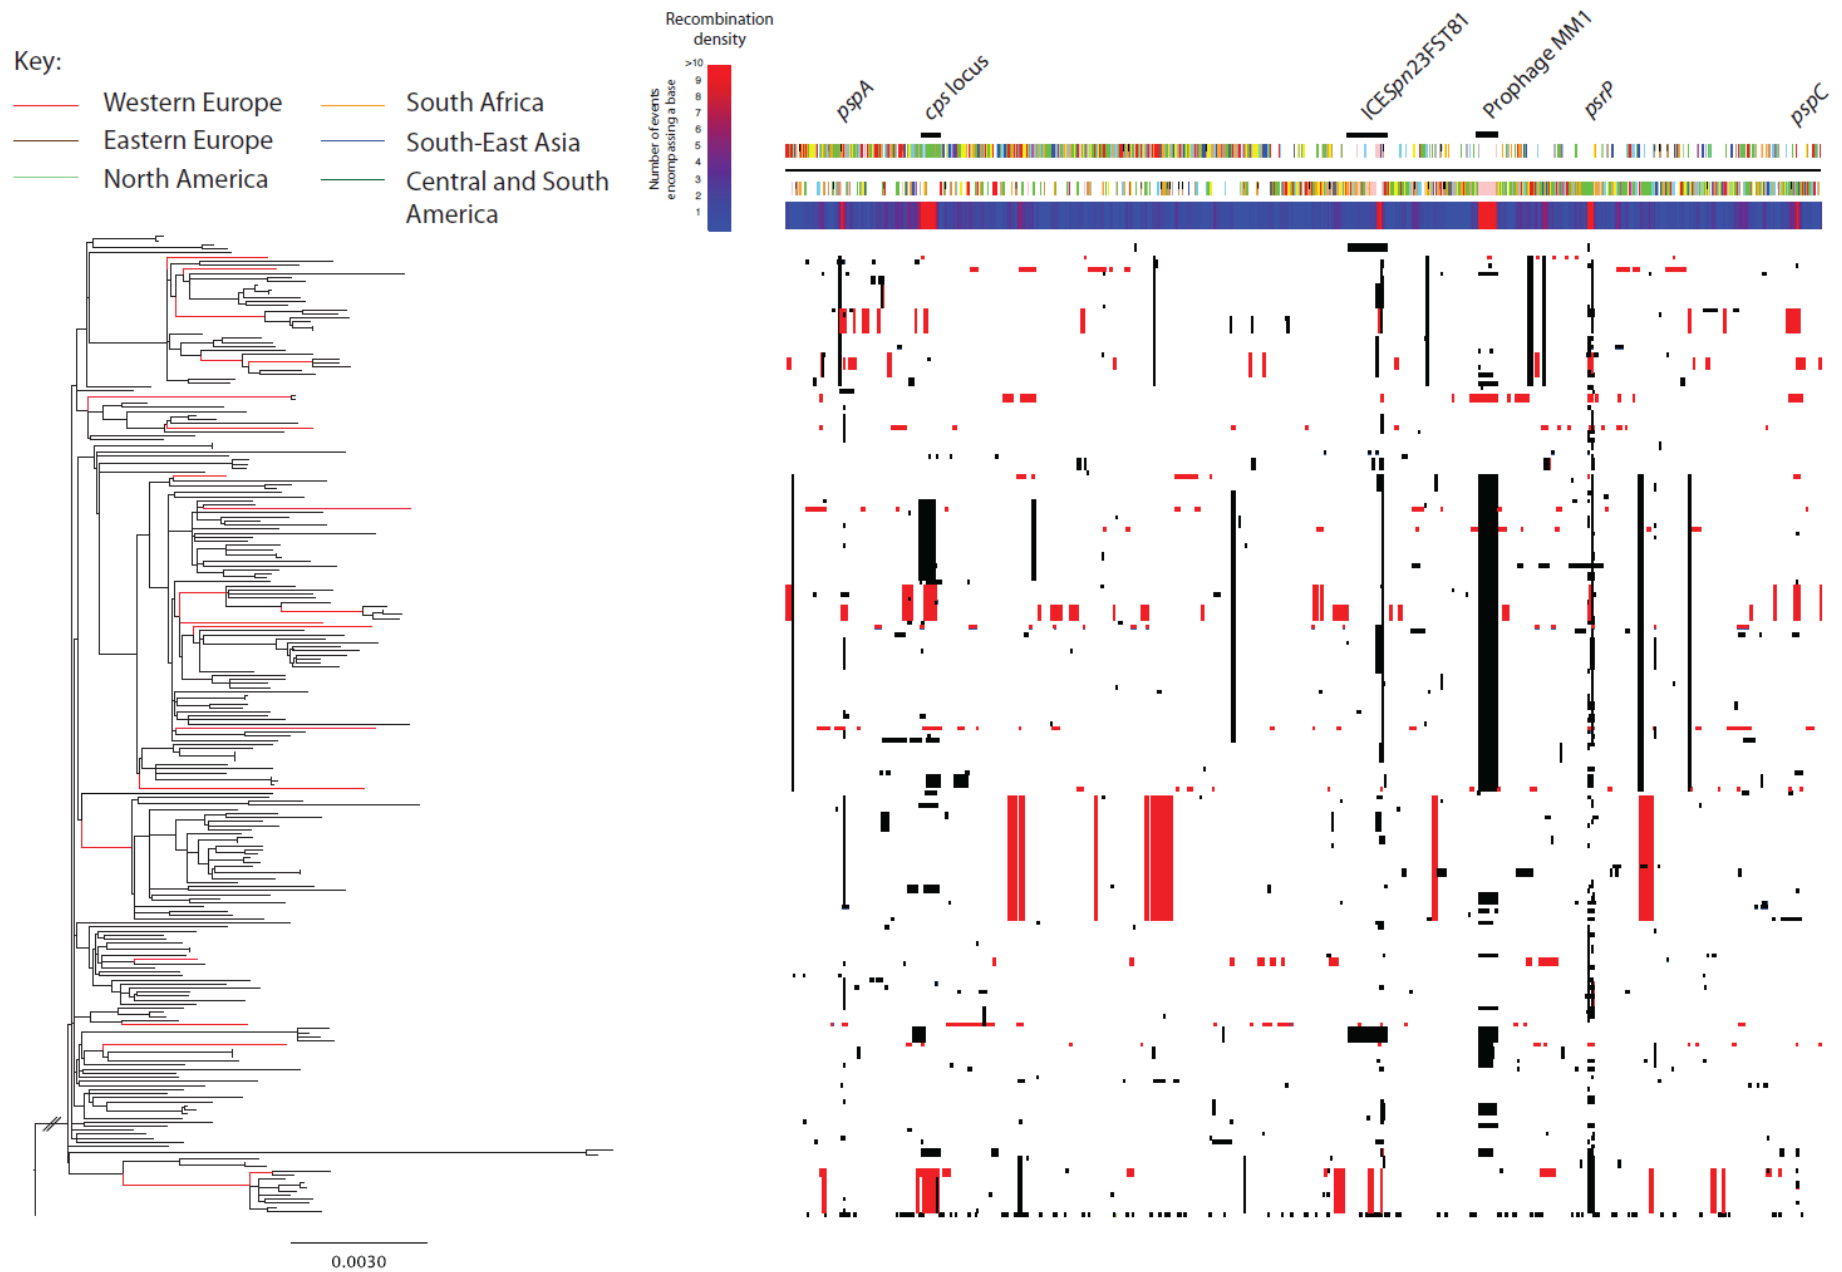 Recombination
density
Key:
Western Europe
Eastern Europe
North America
South Africa
South-East Asia
Central and South
America
Number of events
encompassing a base
>10
9
8
7
6
5
4
3
2
1
pspA
cps locus
ICESpn23FST81
Prophage MM1
psrP
pspC
0.0030